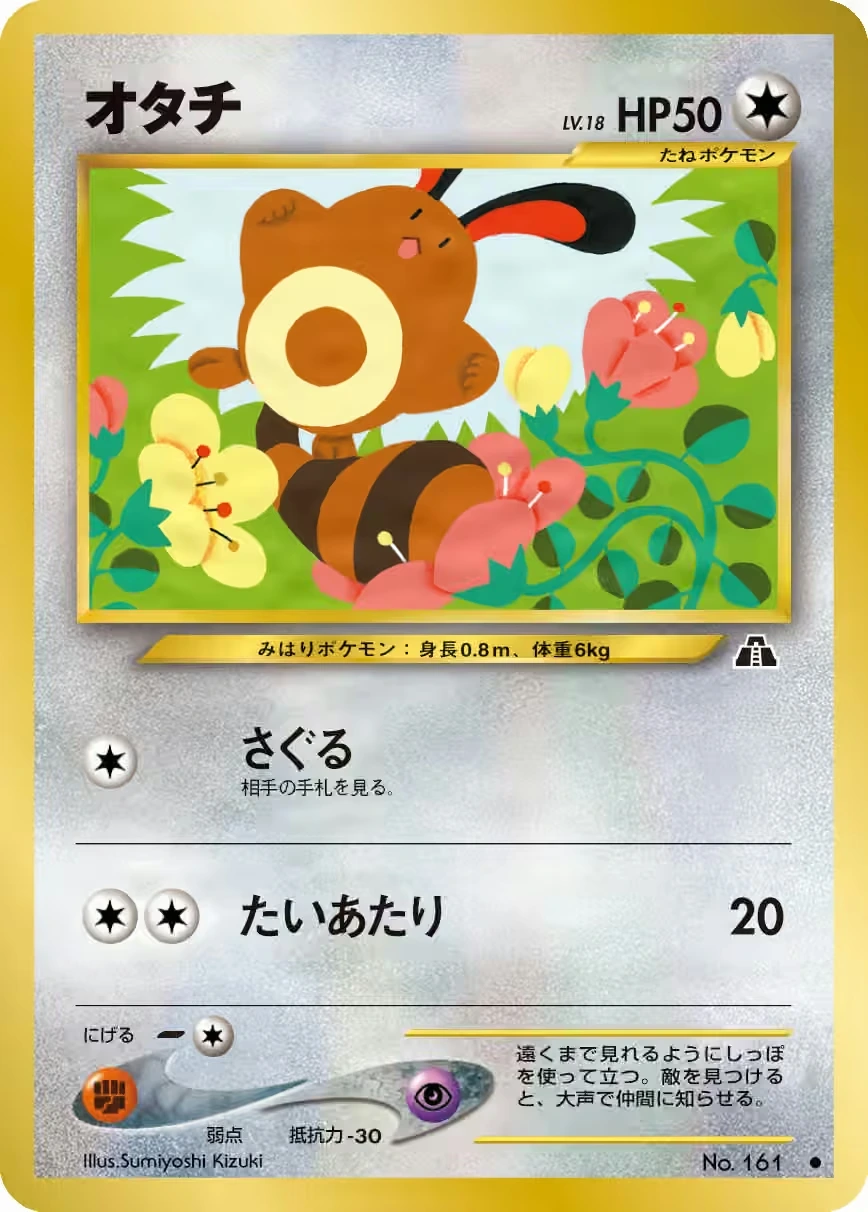 オタチ
LV.18 HP50
たねポケモン
みはりポケモン：身長0.8m、体重6kg
さぐる
相手の手札を見る。
たいあたり 20
にげる
遠くまで見れるようにしっぽ
を使って立つ。敵を見つける
と、大声で仲間に知らせる。
弱点 抵抗力-30
Illus.Sumiyoshi Kizuki
No. 161